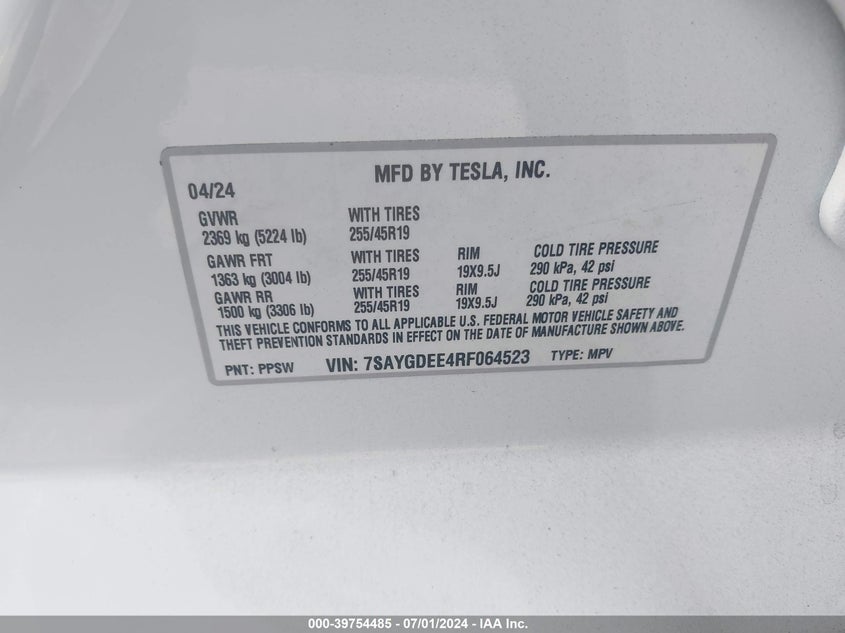 MFD BY TESLA, INC.
04/24
GVWR WITH TIRES
2369 kg (5224 lb) 255/45R19
GAWR FRT WITH TIRES RIM COLD TIRE PRESSURE
1363 kg (3004 lb) 255/45R19 19X9.5J 290 kPa, 42 psi
GAWR RR WITH TIRES RIM COLD TIRE PRESSURE
1500 kg (3306 lb) 255/45R19 19X9.5J 290 kPa, 42 psi
THIS VEHICLE CONFORMS TO ALL APPLICABLE U.S. FEDERAL MOTOR VEHICLE SAFETY AND
THEFT PREVENTION STANDARDS IN EFFECT ON THE DATE OF MANUFACTURE SHOWN ABOVE.
PNT: PPSW VIN: 7SAYGDEE4RF064523 TYPE: MPV
000-39754485 - 07/01/2024 - IAA Inc.